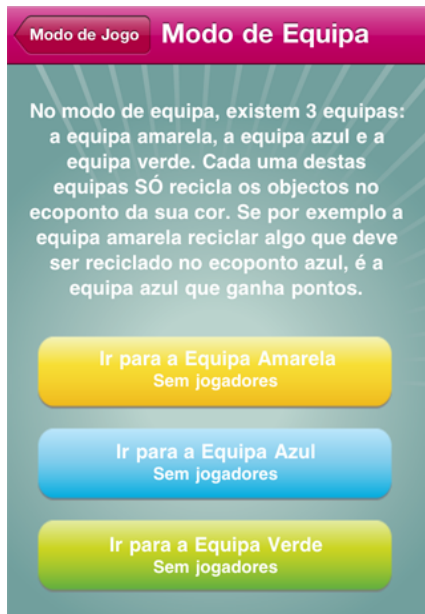 Modo de Jogo
Modo de Equipa
No modo de equipa, existem 3 equipas:
a equipa amarela, a equipa azul e a
equipa verde. Cada uma destas
equipas SÓ recicla os objectos no
ecoponto da sua cor. Se por exemplo a
equipa amarela reciclar algo que deve
ser reciclado no ecoponto azul, é a
equipa azul que ganha pontos.
Ir para a Equipa Amarela
Sem jogadores
Ir para a Equipa Azul
Sem jogadores
Ir para a Equipa Verde
Sem jogadores